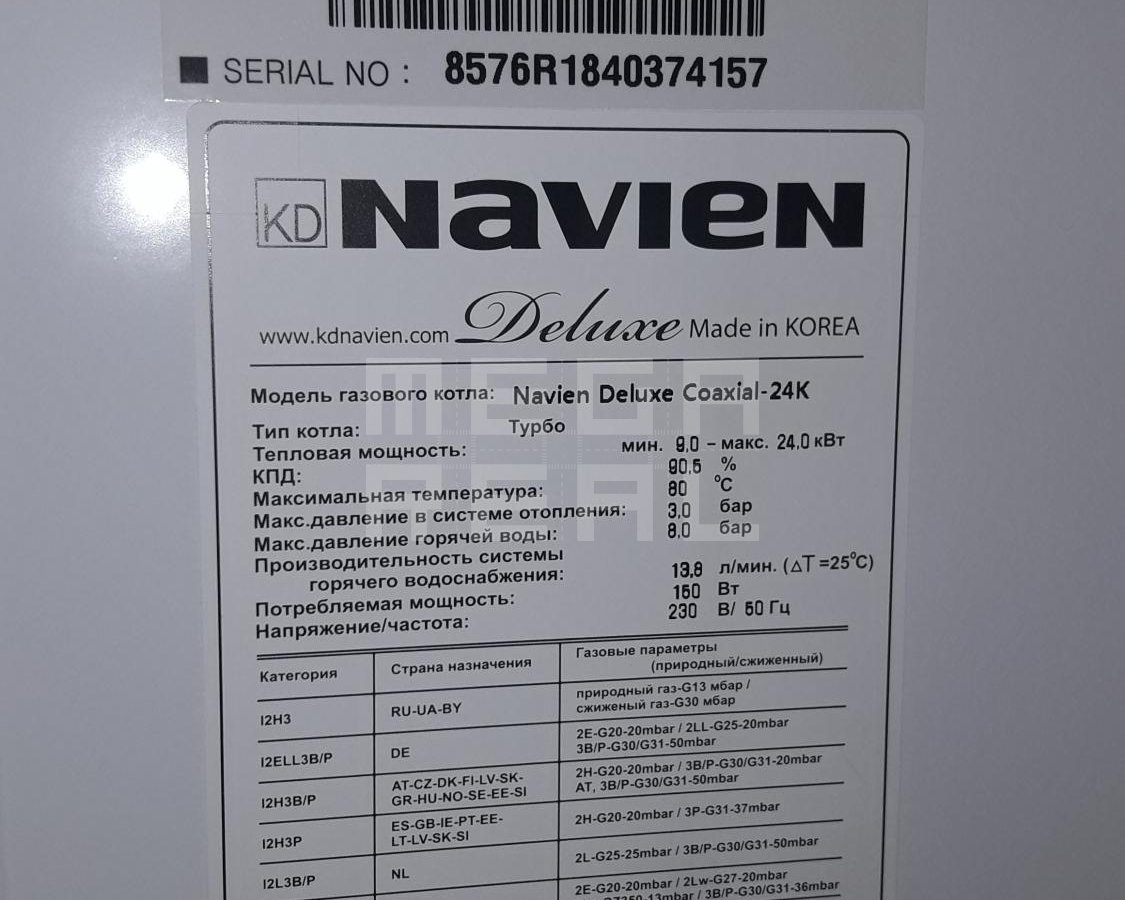 ■ SERIAL NO : 8576R1840374157
KD NAVIEN
www.kdnavien.com Deluxe Made in KOREA
Модель газового котла: Navien Deluxe Coaxial-24K
Тип котла: Турбо
Тепловая мощность: мин. 9,0 – макс. 24,0 кВт
КПД: 90,5 %
Максимальная температура: 80 °C
Макс.давление в системе отопления: 3,0 бар
Макс.давление горячей воды: 8,0 бар
Производительность системы
горячего водоснабжения: 13,8 л/мин. (△T =25°C)
Потребляемая мощность: 150 Вт
Напряжение/частота: 230 В/ 50 Гц
Категория Страна назначения Газовые параметры
(природный/сжиженный)
I2H3 RU-UA-BY природный газ-G13 мбар /
сжиженый газ-G30 мбар
I2ELL3B/P DE 2E-G20-20mbar / 2LL-G25-20mbar
3B/P-G30/G31-50mbar
I2H3B/P AT-CZ-DK-FI-LV-SK- 2H-G20-20mbar / 3B/P-G30/G31-20mbar
GR-HU-NO-SE-EE-SI AT, 3B/P-G30/G31-50mbar
I2H3P ES-GB-IE-PT-EE- 2H-G20-20mbar / 3P-G31-37mbar
LT-LV-SK-SI
I2L3B/P NL 2L-G25-25mbar / 3B/P-G30/G31-50mbar
2E-G20-20mbar / 2Lw-G27-20mbar
-13mbar / 3B/P-G30/G31-36mbar
MEGA
REAL